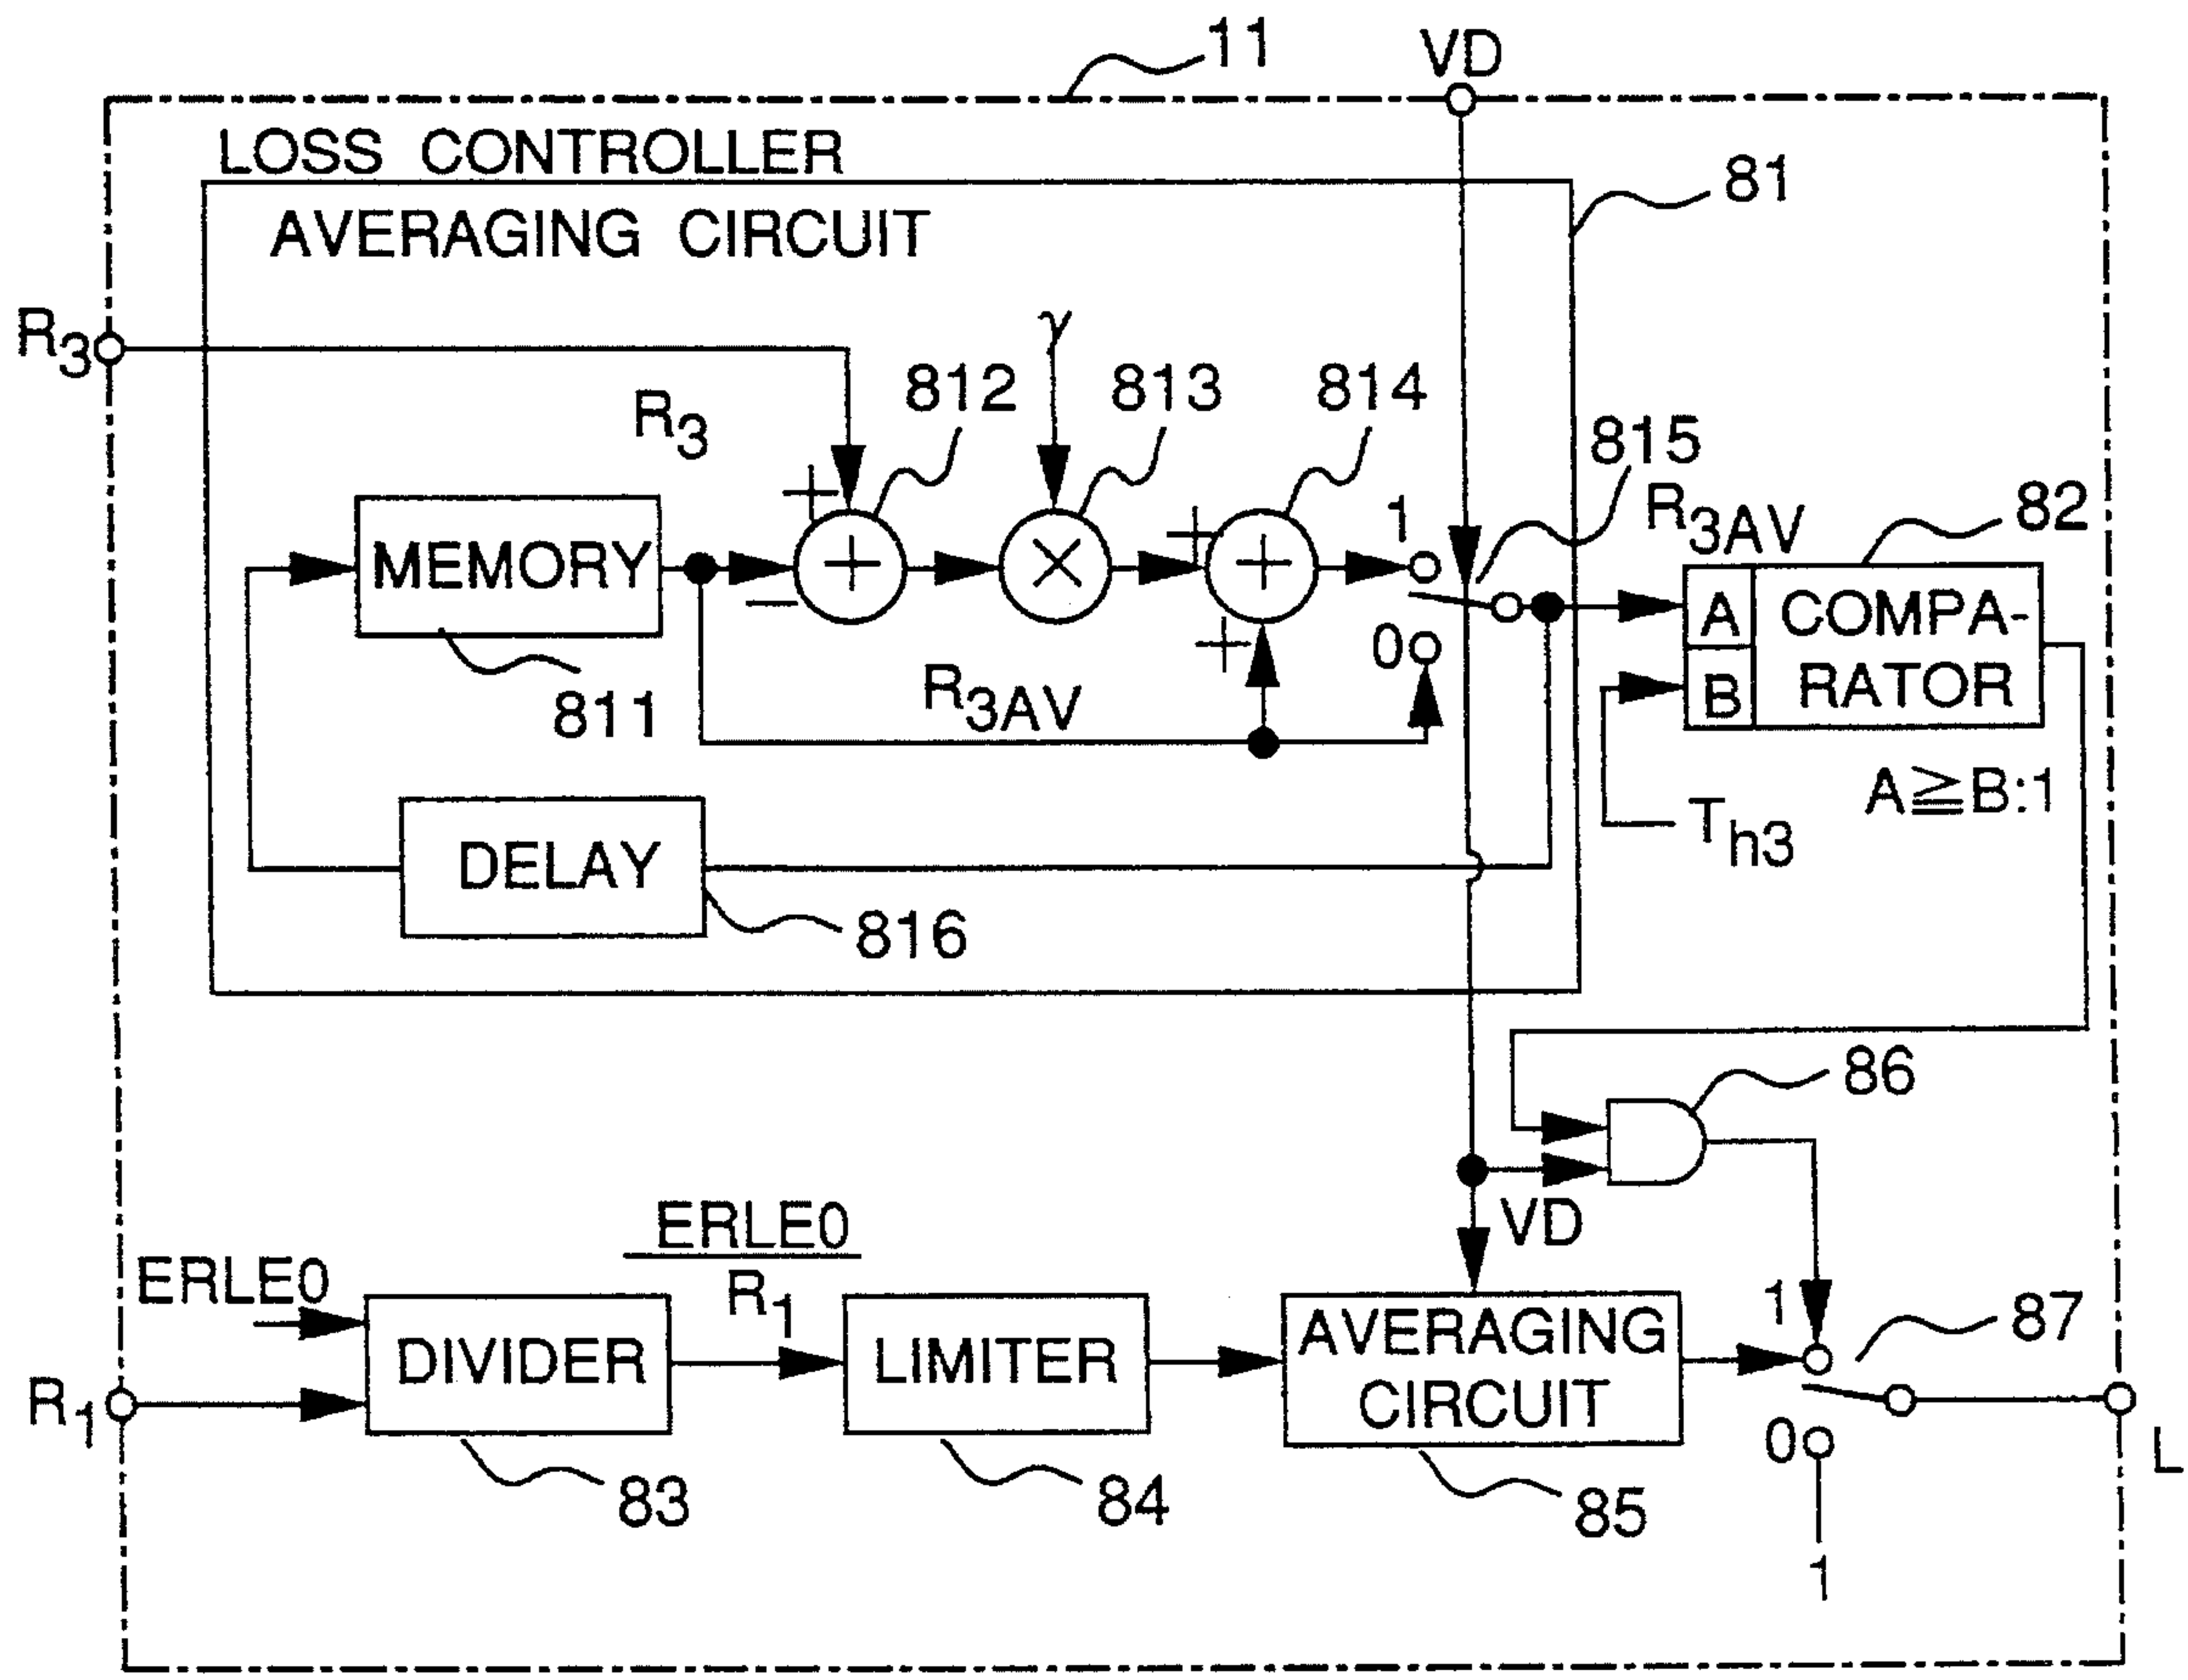 11
VD
LOSS CONTROLLER
81
AVERAGING CIRCUIT
R3
γ
812
813
814
R3
815
R3AV
82
+
+
1
MEMORY
+
×
+
A
COMPA-
RATOR
−
+
0
B
811
R3AV
A≧B:1
Th3
DELAY
816
86
ERLE0
R1
VD
ERLE0
1
87
DIVIDER
LIMITER
AVERAGING
CIRCUIT
R1
0
L
83
84
85
1